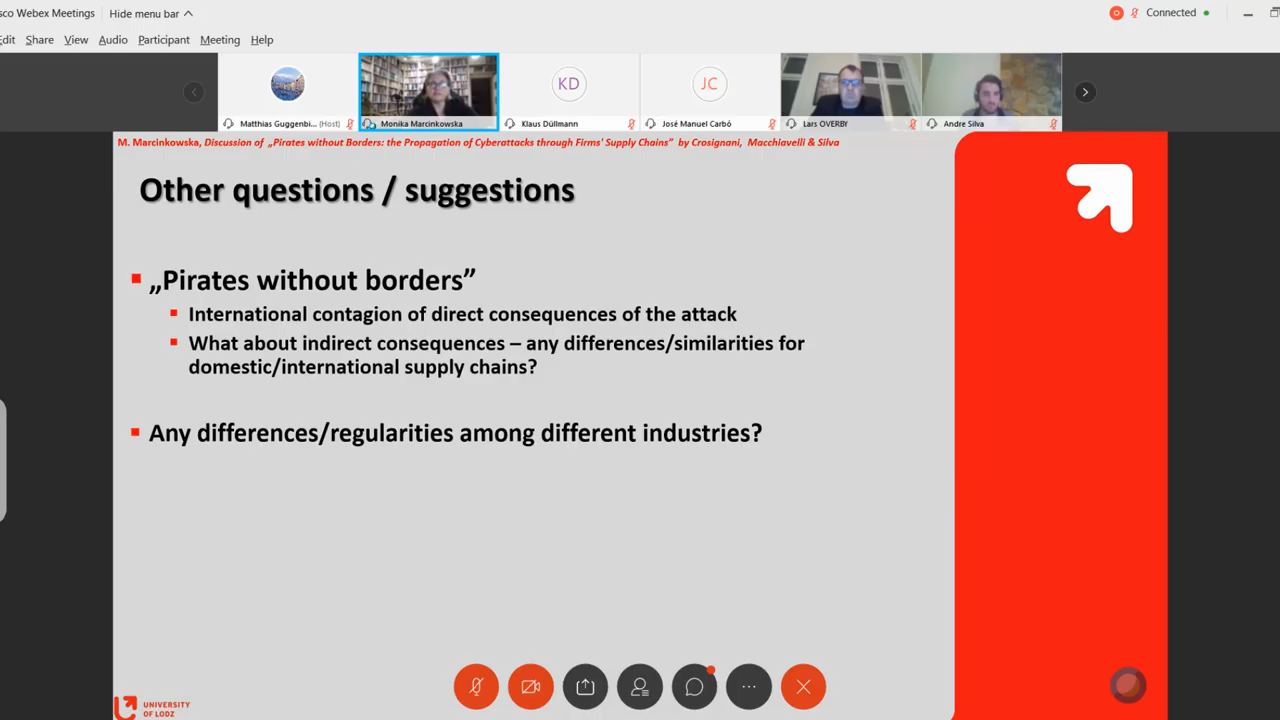 sco Webex Meetings
Hide menu bar
Connected
Edit Share View Audio Participant Meeting Help
KD
JC
Matthias Guggenbi... (Host)
Monika Marcinkowska
Klaus Düllmann
José Manuel Carbó
Lars OVERBY
Andre Silva
M. Marcinkowska, Discussion of „Pirates without Borders: the Propagation of Cyberattacks through Firms' Supply Chains” by Crosignani, Macchiavelli & Silva
Other questions / suggestions
„Pirates without borders”
International contagion of direct consequences of the attack
What about indirect consequences – any differences/similarities for
domestic/international supply chains?
Any differences/regularities among different industries?
UNIVERSITY
OF LODZ